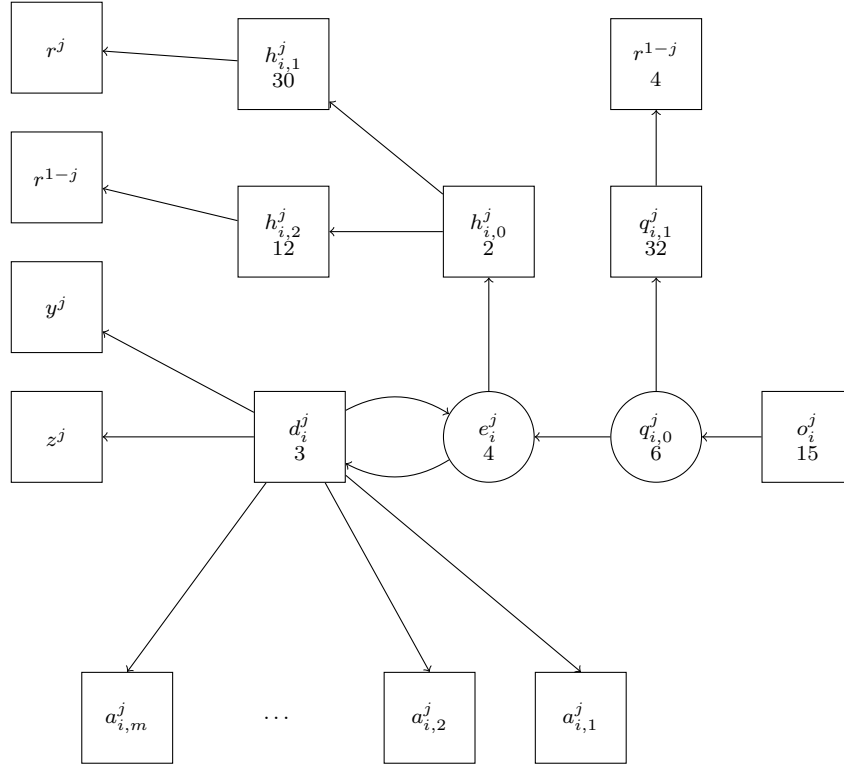 r^j
h^j_{i,1}
30
r^{1-j}
4
r^{1-j}
h^j_{i,2}
12
h^j_{i,0}
2
q^j_{i,1}
32
y^j
z^j
d^j_i
3
e^j_i
4
q^j_{i,0}
6
o^j_i
15
a^j_{i,m}
...
a^j_{i,2}
a^j_{i,1}